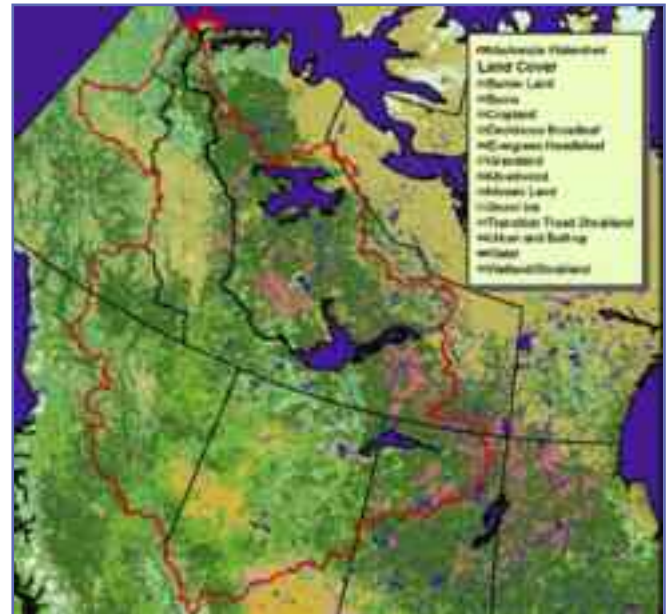 Mackenzie Watershed
Land Cover
Barren Land
Burns
Cropland
Deciduous Broadleaf
Evergreen Needleleaf
Grassland
Mixedwood
Mosaic Land
Snow/Ice
Transition Treed Shrubland
Urban and Built-up
Water
Wetland/Shrubland